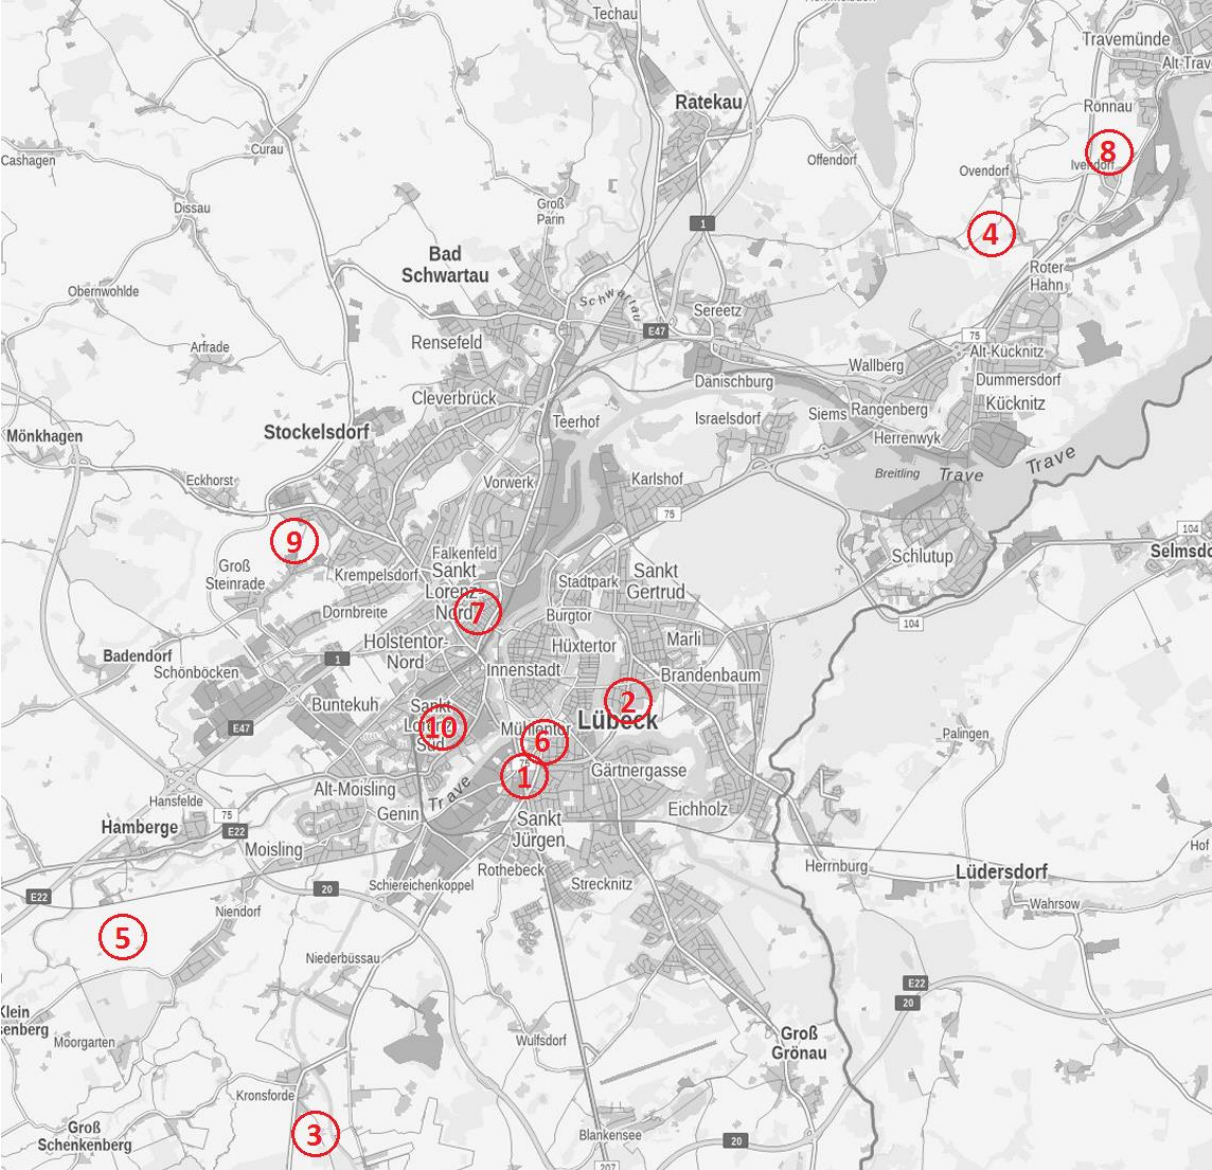 Techau
Travemünde
Alt-Trav
Ratekau
Rönnau
Curau
Cashagen
Offendorf
8
Ivendorf
Ovendorf
Dissau
Groß
Parin
1
4
Bad
Schwartau
Roter
Hahn
Obernwohlde
Schwartau
Sereetz
E47
75
Rensefeld
Arfrade
Alt-Kücknitz
Wallberg
Dänischburg
Dummersdorf
Cleverbrück
Kücknitz
Siems
Rangenberg
Israelsdorf
Teerhof
Stockelsdorf
Mönkhagen
Herrenwyk
Trave
Breitling
Trave
Eckhorst
Vorwerk
Karlshof
75
104
9
Falkenfeld
Selmsdo
Schlutup
Groß
Steinrade
Krempelsdorf
Sankt
Lorenz-
Nord
Stadtpark
Sankt
Gertrud
7
Dornbreite
Burgtor
104
Holstentor-
Nord
Hüxtertor
Marli
Badendorf
1
Schönböcken
Innenstadt
Brandenbaum
Buntekuh
2
Sankt
Lorenz-
Süd
10
Lübeck
E47
Mühlentor
6
Palingen
75
1
Gärtnergasse
Alt-Moisling
Trave
Hansfelde
75
Genin
Eichholz
Hamberge
E22
Sankt
Jürgen
Moisling
Hof
Herrnburg
Rothebeck
Lüdersdorf
Schiereichenkoppel
20
Strecknitz
E22
Wahrsow
Niendorf
5
Niederbüssau
E22
20
Klein
senberg
Moorgarten
Wulfsdorf
Groß
Grönau
Kronsforde
3
Groß
Schenkenberg
Blankensee
20
207